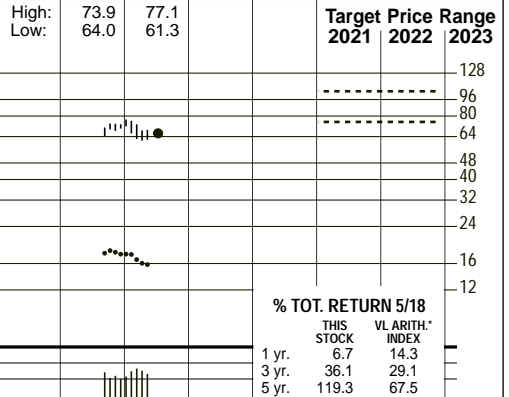 High: 73.9 77.1
Low: 64.0 61.3
Target Price Range
2021 2022 2023
128
96
80
64
48
40
32
24
16
12
% TOT. RETURN 5/18
THIS STOCK VL ARITH.* INDEX
1 yr. 6.7 14.3
3 yr. 36.1 29.1
5 yr. 119.3 67.5